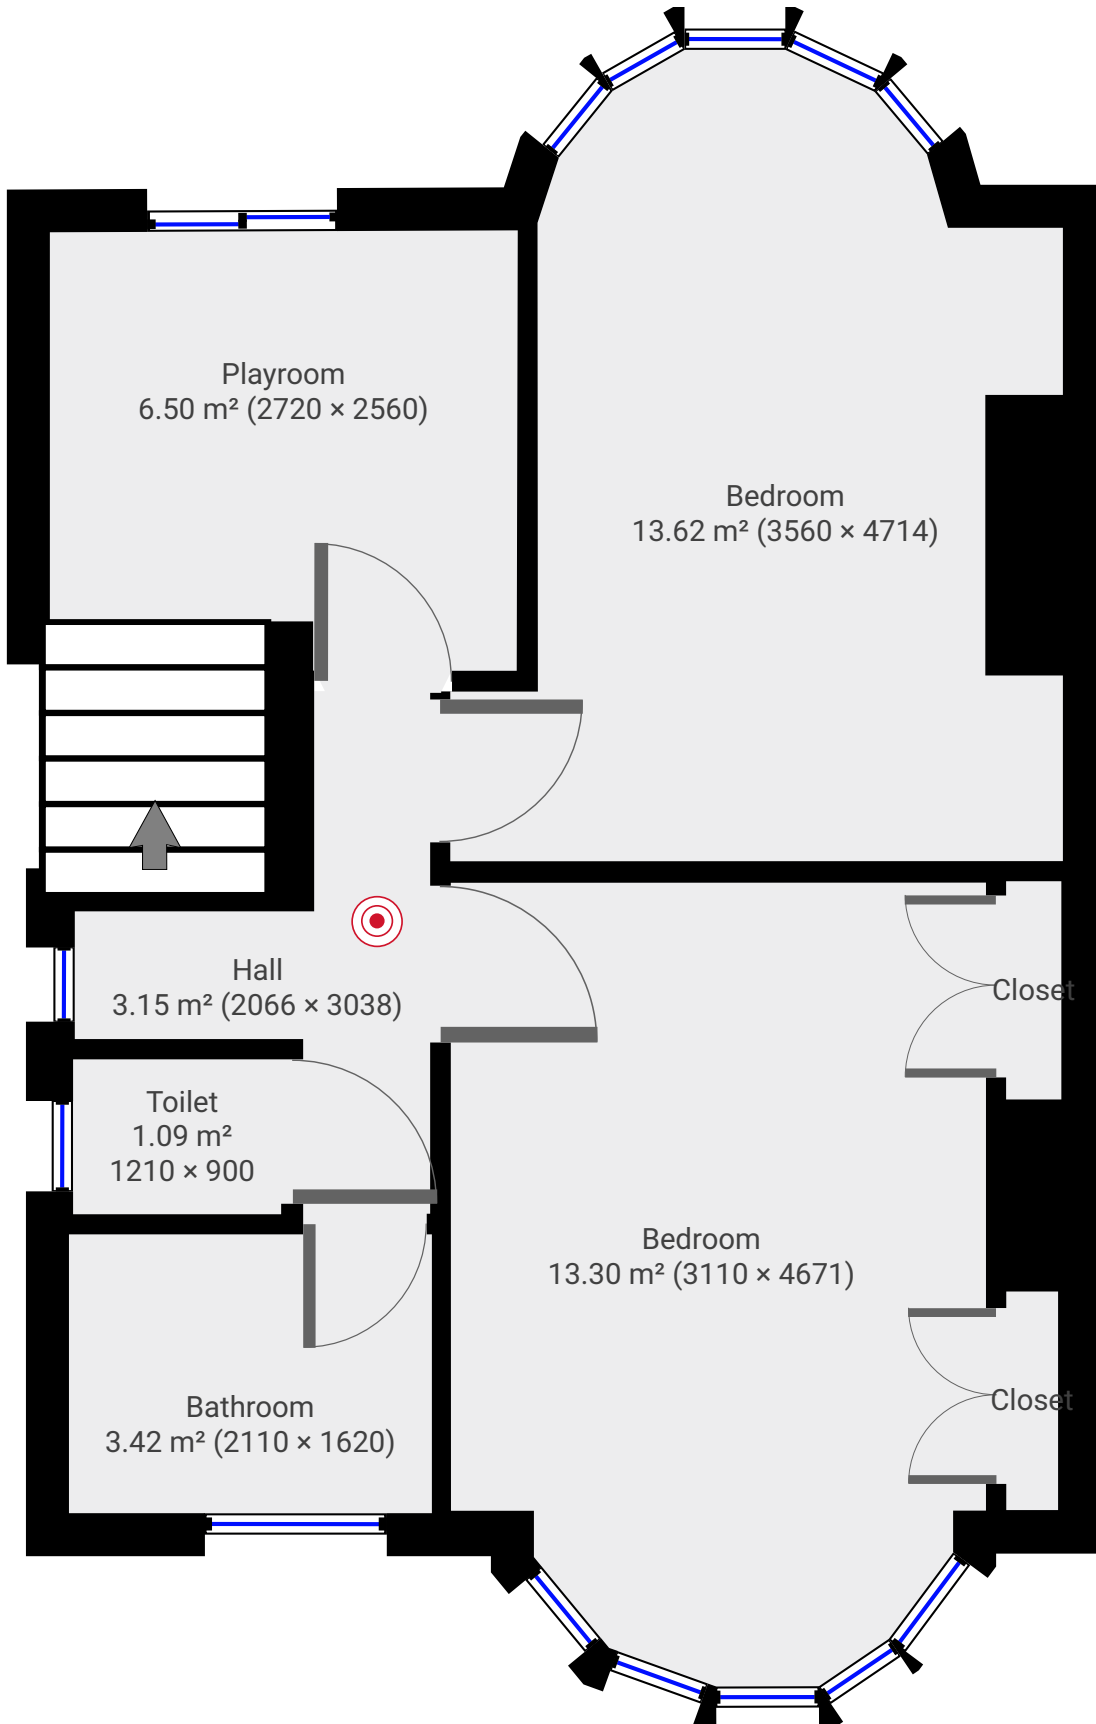 Playroom
6.50 m² (2720 × 2560)
Bedroom
13.62 m² (3560 × 4714)
Hall
3.15 m² (2066 × 3038)
Closet
Toilet
1.09 m²
1210 × 900
Bedroom
13.30 m² (3110 × 4671)
Closet
Bathroom
3.42 m² (2110 × 1620)